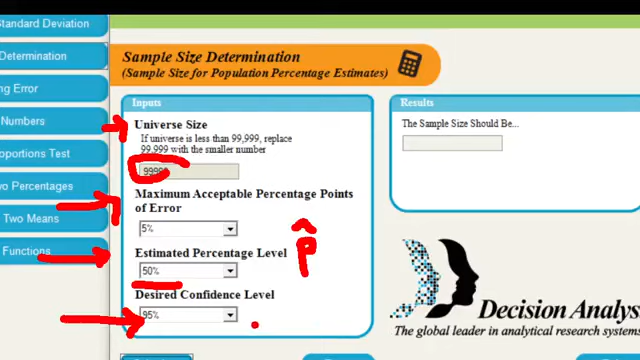 Standard Deviation
Determination
ng Error
Numbers
oportions Test
wo Percentages
Two Means
Functions
Sample Size Determination
(Sample Size for Population Percentage Estimates)
Inputs
Universe Size
If universe is less than 99,999, replace
99,999 with the smaller number
99999
Maximum Acceptable Percentage Points
of Error
5%
p̂
Estimated Percentage Level
50%
Desired Confidence Level
95%
Results
The Sample Size Should Be...
Decision Analys
The global leader in analytical research systems